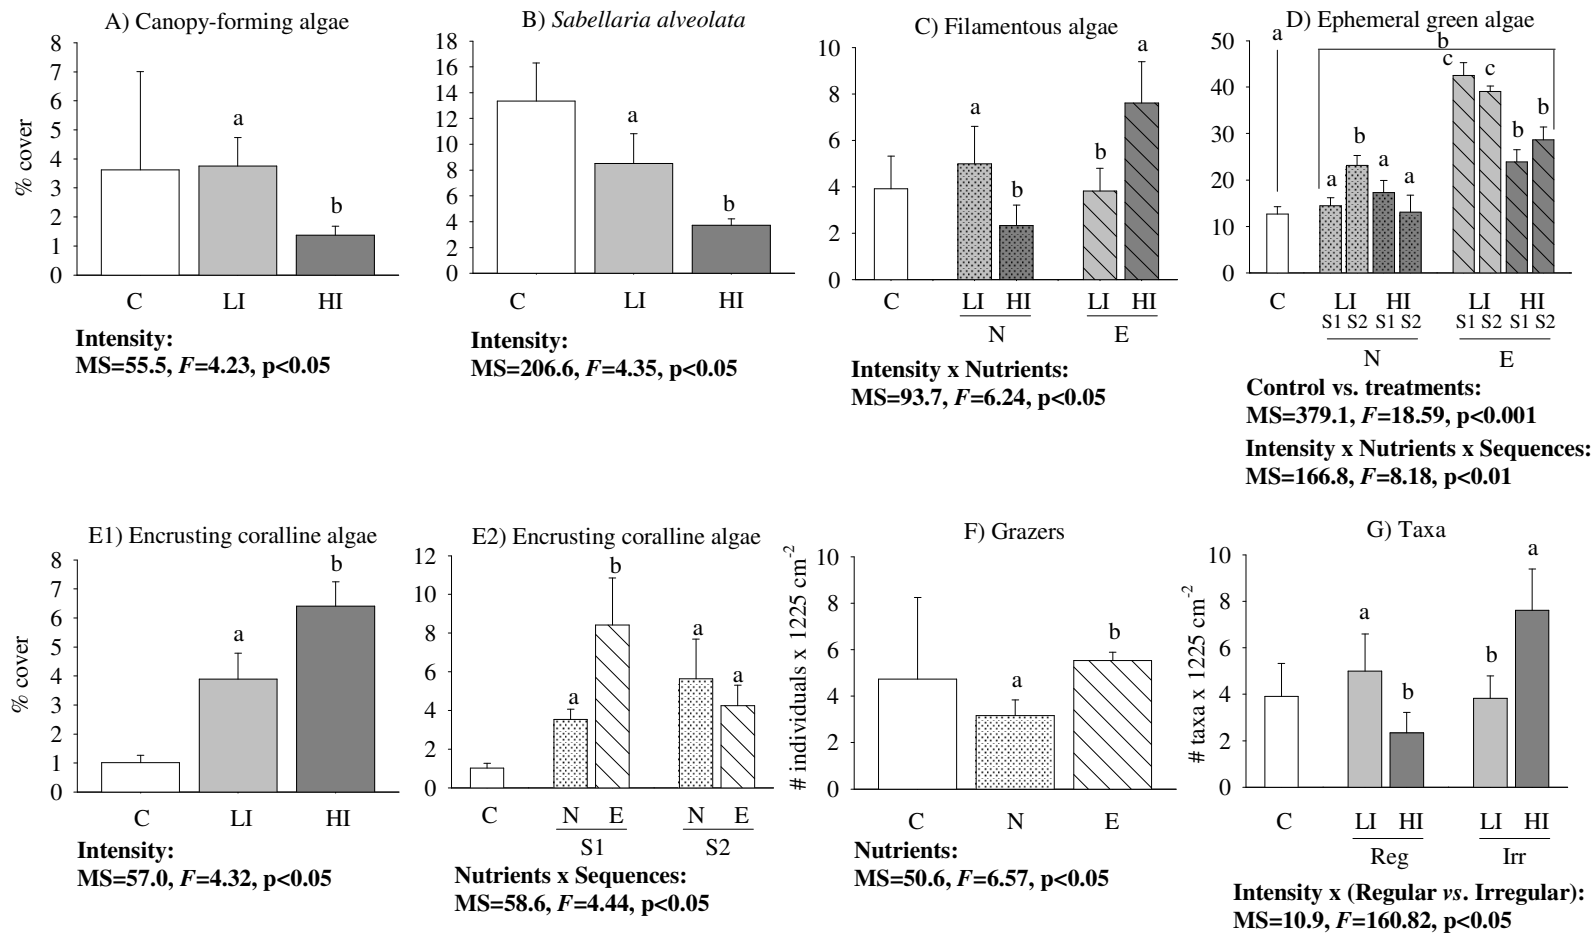 A) Canopy-forming algae
% cover
8
7
6
5
4
3
2
1
0
a
b
C LI HI
Intensity:
MS=55.5, F=4.23, p<0.05
B) Sabellaria alveolata
18
16
14
12
10
8
6
4
2
0
a
b
C LI HI
Intensity:
MS=206.6, F=4.35, p<0.05
C) Filamentous algae
10
8
6
4
2
0
a
b
b
a
C LI HI LI HI
N E
Intensity x Nutrients:
MS=93.7, F=6.24, p<0.05
D) Ephemeral green algae
50
40
30
20
10
0
a
b
a b a a
c c b b
C LI HI LI HI
S1 S2 S1 S2 S1 S2 S1 S2
N E
Control vs. treatments:
MS=379.1, F=18.59, p<0.001
Intensity x Nutrients x Sequences:
MS=166.8, F=8.18, p<0.01
E1) Encrusting coralline algae
% cover
8
7
6
5
4
3
2
1
0
a
b
C LI HI
Intensity:
MS=57.0, F=4.32, p<0.05
E2) Encrusting coralline algae
12
10
8
6
4
2
0
a
b
a
a
C N E N E
S1 S2
Nutrients x Sequences:
MS=58.6, F=4.44, p<0.05
F) Grazers
# individuals x 1225 cm-2
10
8
6
4
2
0
a
b
C N E
Nutrients:
MS=50.6, F=6.57, p<0.05
G) Taxa
# taxa x 1225 cm-2
10
8
6
4
2
0
a
b
b
a
C LI HI LI HI
Reg Irr
Intensity x (Regular vs. Irregular):
MS=10.9, F=160.82, p<0.05